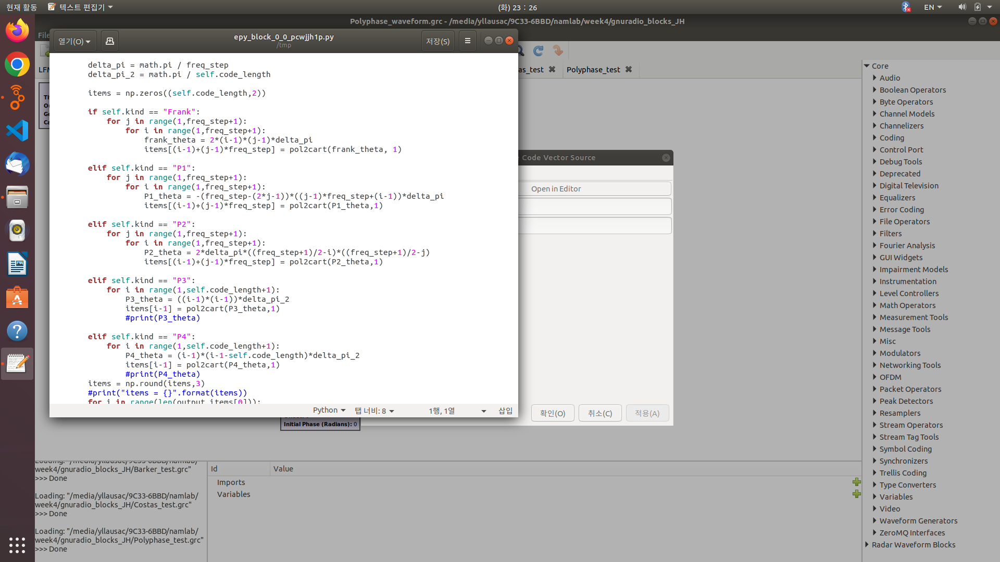 현재 활동
텍스트 편집기
(화) 23 : 26
EN
Polyphase_waveform.grc - /media/yllausac/9C33-6BBD/namlab/week4/gnuradio_blocks_JH
File
열기(O)
epy_block_0_0_pcwjjh1p.py
/tmp
저장(S)
delta_pi = math.pi / freq_step
delta_pi_2 = math.pi / self.code_length
items = np.zeros((self.code_length,2))
if self.kind == "Frank":
for j in range(1,freq_step+1):
for i in range(1,freq_step+1):
frank_theta = 2*(i-1)*(j-1)*delta_pi
items[(i-1)+(j-1)*freq_step] = pol2cart(frank_theta, 1)
elif self.kind == "P1":
for j in range(1,freq_step+1):
for i in range(1,freq_step+1):
P1_theta = -(freq_step-(2*j-1))*((j-1)*freq_step+(i-1))*delta_pi
items[(i-1)+(j-1)*freq_step] = pol2cart(P1_theta,1)
elif self.kind == "P2":
for j in range(1,freq_step+1):
for i in range(1,freq_step+1):
P2_theta = 2*delta_pi*((freq_step+1)/2-i)*((freq_step+1)/2-j)
items[(i-1)+(j-1)*freq_step] = pol2cart(P2_theta,1)
elif self.kind == "P3":
for i in range(1,self.code_length+1):
P3_theta = ((i-1)*(i-1))*delta_pi_2
items[i-1] = pol2cart(P3_theta,1)
#print(P3_theta)
elif self.kind == "P4":
for i in range(1,self.code_length+1):
P4_theta = (i-1)*(i-1-self.code_length)*delta_pi_2
items[i-1] = pol2cart(P4_theta,1)
#print(P4_theta)
items = np.round(items,3)
#print("items = {}".format(items))
for i in range(len(output_items[0])):
Python
탭 너비: 8
1행, 1열
삽입
LFM
Tit
Ou
Ge
Ca
as_test
Polyphase_test
Code Vector Source
Open in Editor
확인(O)
취소(C)
적용(A)
Initial Phase (Radians): 0
Loading: "/media/yllausac/9C33-6BBD/namlab/
week4/gnuradio_blocks_JH/Barker_test.grc"
>>> Done
Loading: "/media/yllausac/9C33-6BBD/namlab/
week4/gnuradio_blocks_JH/Costas_test.grc"
>>> Done
Loading: "/media/yllausac/9C33-6BBD/namlab/
week4/gnuradio_blocks_JH/Polyphase_test.grc"
>>> Done
Id
Value
Imports
Variables
Core
Audio
Boolean Operators
Byte Operators
Channel Models
Channelizers
Coding
Control Port
Debug Tools
Deprecated
Digital Television
Equalizers
Error Coding
File Operators
Filters
Fourier Analysis
GUI Widgets
Impairment Models
Instrumentation
Level Controllers
Math Operators
Measurement Tools
Message Tools
Misc
Modulators
Networking Tools
OFDM
Packet Operators
Peak Detectors
Resamplers
Stream Operators
Stream Tag Tools
Symbol Coding
Synchronizers
Trellis Coding
Type Converters
Variables
Video
Waveform Generators
ZeroMQ Interfaces
Radar Waveform Blocks